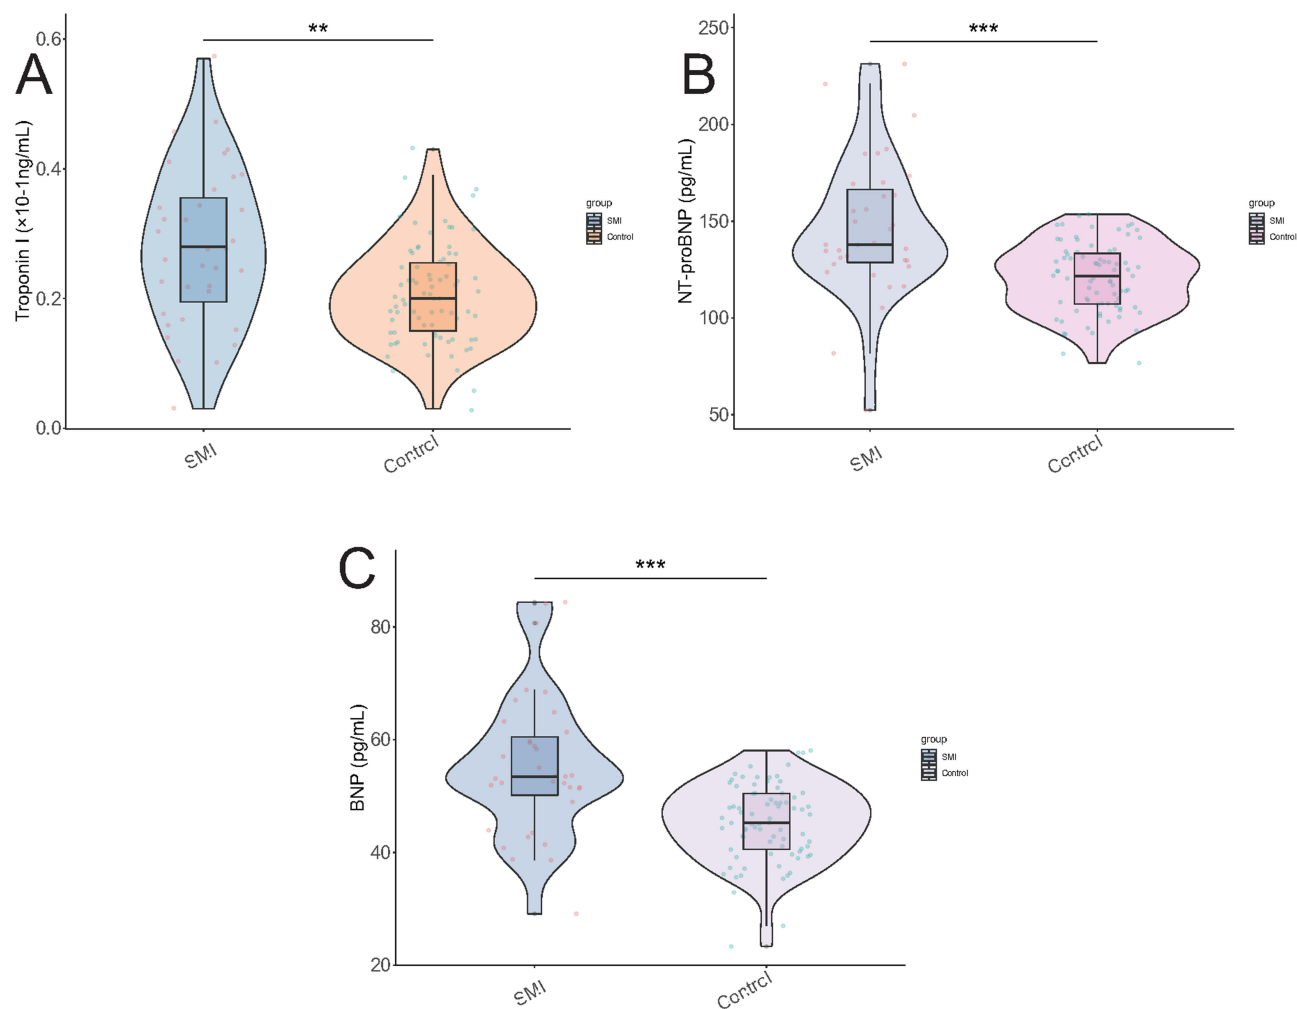 A
**
0.6
0.4
0.2
0.0
Troponin I (×10-1ng/mL)
SMI
Control
group
SMI
Control
B
***
250
200
150
100
50
NT-proBNP (pg/mL)
SMI
Control
group
SMI
Control
C
***
80
60
40
20
BNP (pg/mL)
SMI
Control
group
SMI
Control